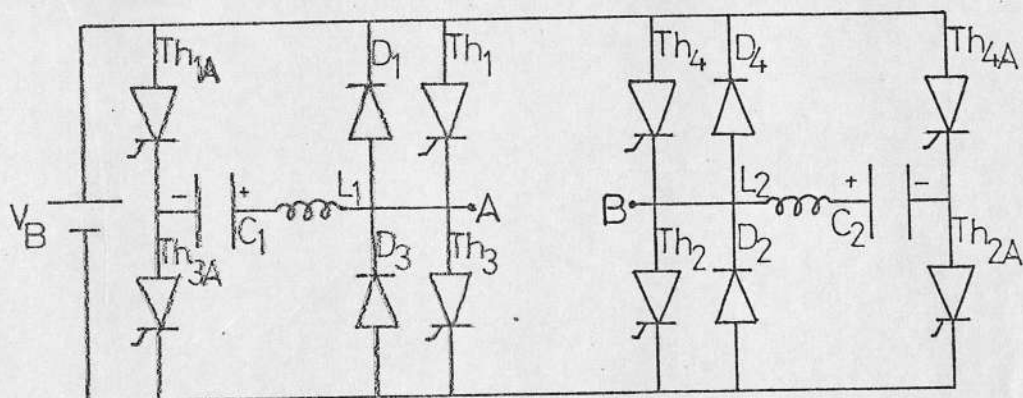 Th1A
D1
Th1
Th4
D4
Th4A
- + L1 A
B L2 + -
VB
C1
C2
Th3A
D3
Th3
Th2
D2
Th2A